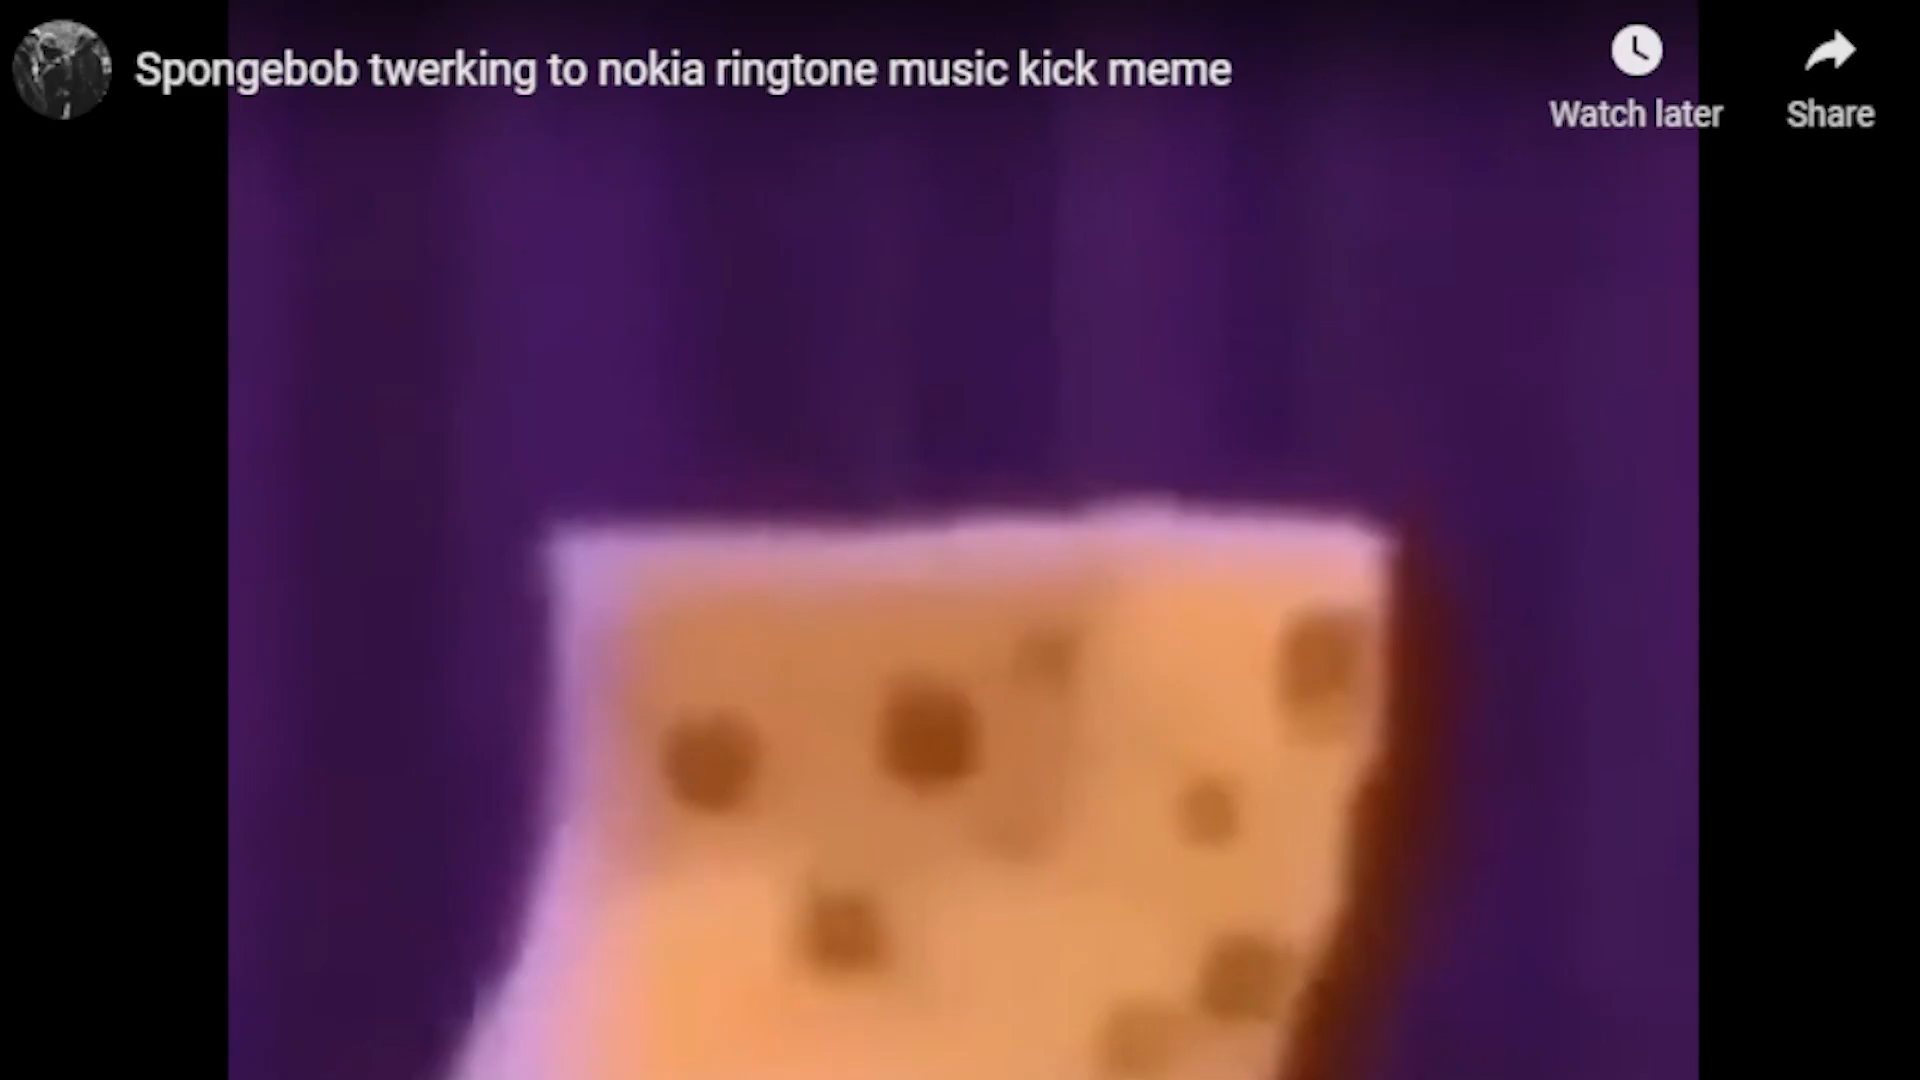 Spongebob twerking to nokia ringtone music kick meme
Watch later
Share